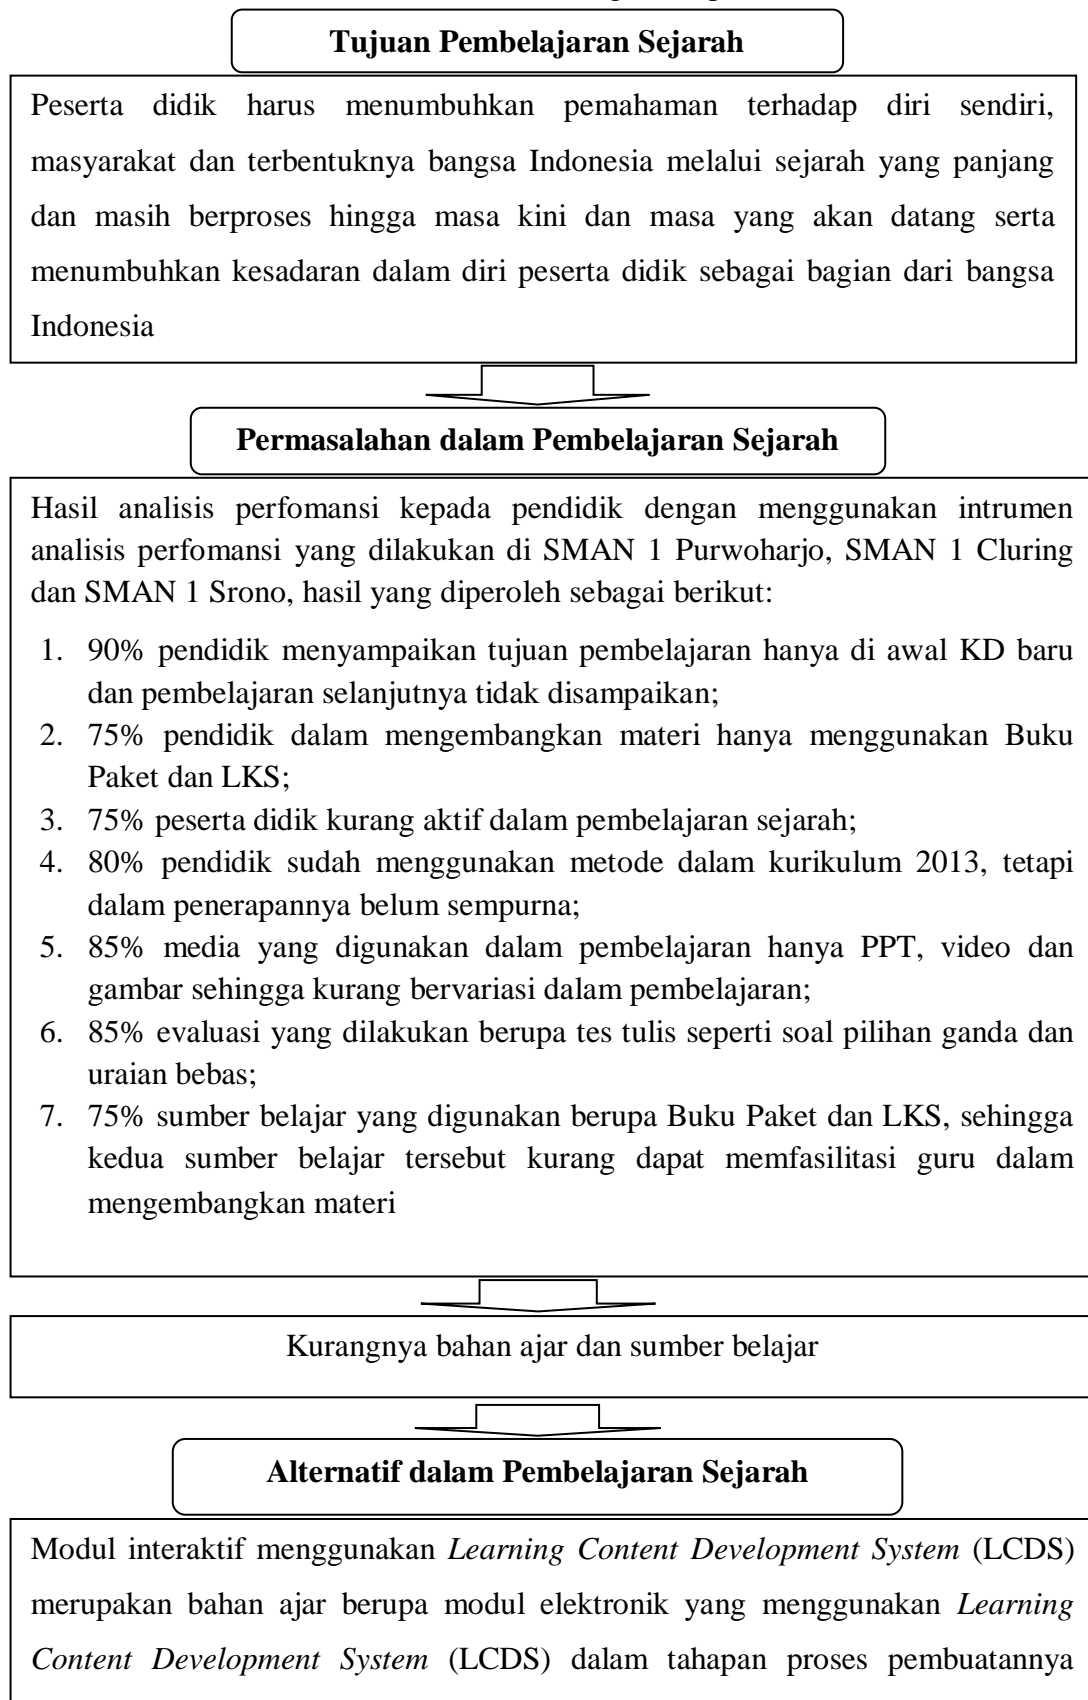 Tujuan Pembelajaran Sejarah
Peserta didik harus menumbuhkan pemahaman terhadap diri sendiri,
masyarakat dan terbentuknya bangsa Indonesia melalui sejarah yang panjang
dan masih berproses hingga masa kini dan masa yang akan datang serta
menumbuhkan kesadaran dalam diri peserta didik sebagai bagian dari bangsa
Indonesia
Permasalahan dalam Pembelajaran Sejarah
Hasil analisis perfomansi kepada pendidik dengan menggunakan intrumen
analisis perfomansi yang dilakukan di SMAN 1 Purwoharjo, SMAN 1 Cluring
dan SMAN 1 Srono, hasil yang diperoleh sebagai berikut:
1. 90% pendidik menyampaikan tujuan pembelajaran hanya di awal KD baru
dan pembelajaran selanjutnya tidak disampaikan;
2. 75% pendidik dalam mengembangkan materi hanya menggunakan Buku
Paket dan LKS;
3. 75% peserta didik kurang aktif dalam pembelajaran sejarah;
4. 80% pendidik sudah menggunakan metode dalam kurikulum 2013, tetapi
dalam penerapannya belum sempurna;
5. 85% media yang digunakan dalam pembelajaran hanya PPT, video dan
gambar sehingga kurang bervariasi dalam pembelajaran;
6. 85% evaluasi yang dilakukan berupa tes tulis seperti soal pilihan ganda dan
uraian bebas;
7. 75% sumber belajar yang digunakan berupa Buku Paket dan LKS, sehingga
kedua sumber belajar tersebut kurang dapat memfasilitasi guru dalam
mengembangkan materi
Kurangnya bahan ajar dan sumber belajar
Alternatif dalam Pembelajaran Sejarah
Modul interaktif menggunakan Learning Content Development System (LCDS)
merupakan bahan ajar berupa modul elektronik yang menggunakan Learning
Content Development System (LCDS) dalam tahapan proses pembuatannya